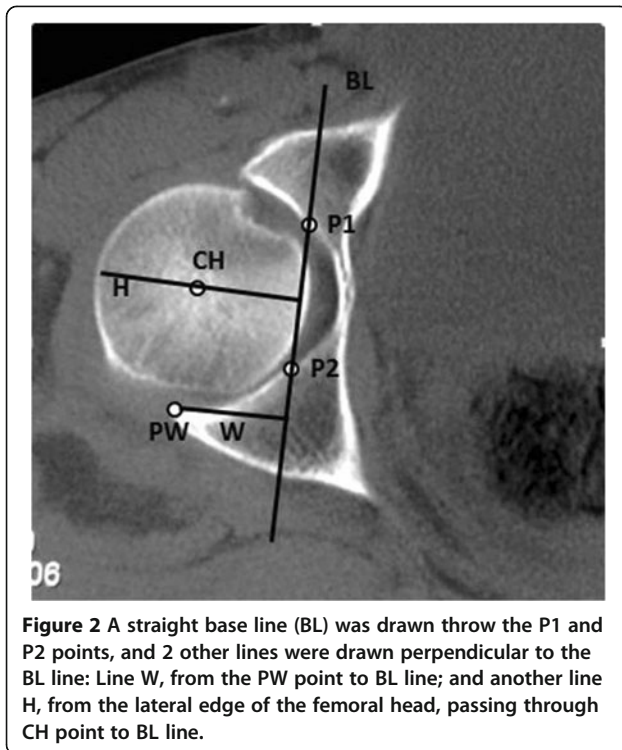 BL
P1
CH
H
P2
PW
W
06
Figure 2 A straight base line (BL) was drawn throw the P1 and
P2 points, and 2 other lines were drawn perpendicular to the
BL line: Line W, from the PW point to BL line; and another line
H, from the lateral edge of the femoral head, passing through
CH point to BL line.